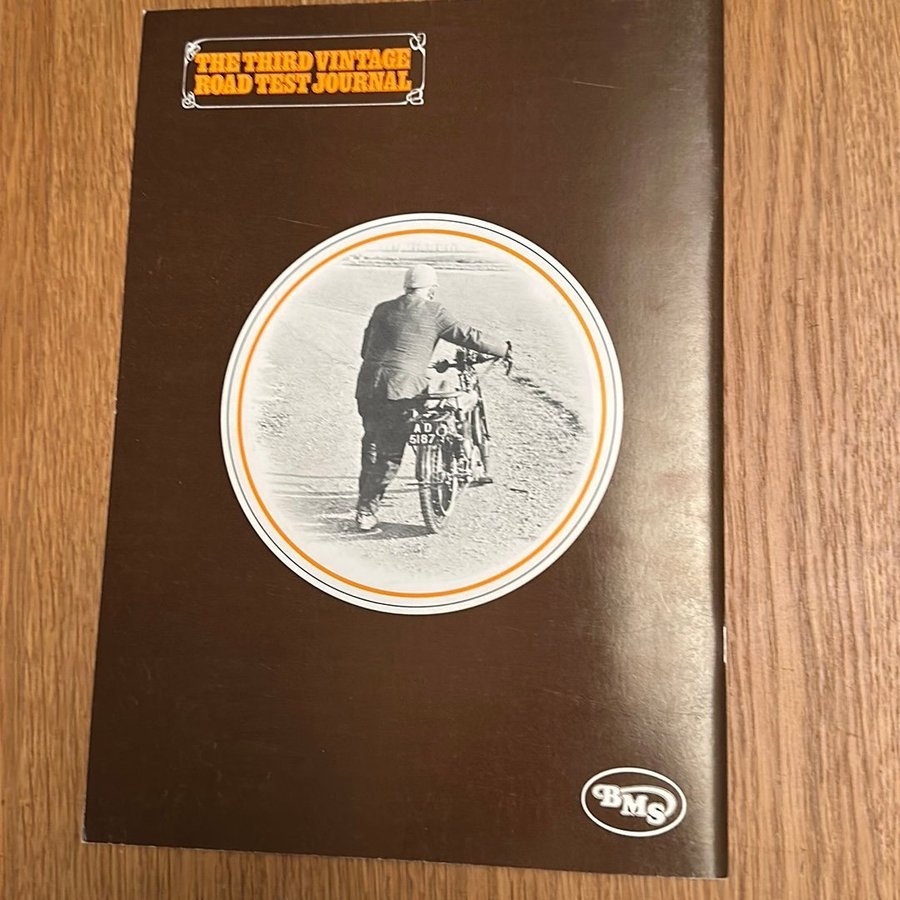 THE THIRD VINTAGE
ROAD TEST JOURNAL
AD
5187
BMS